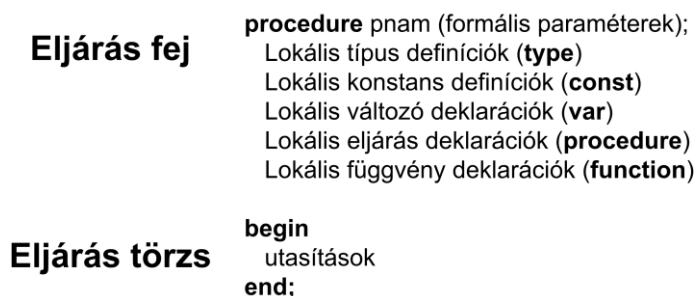 Eljárás fej
procedure pnam (formális paraméterek);
Lokális típus definíciók (type)
Lokális konstans definíciók (const)
Lokális változó deklarációk (var)
Lokális eljárás deklarációk (procedure)
Lokális függvény deklarációk (function)
Eljárás törzs
begin
utasítások
end;